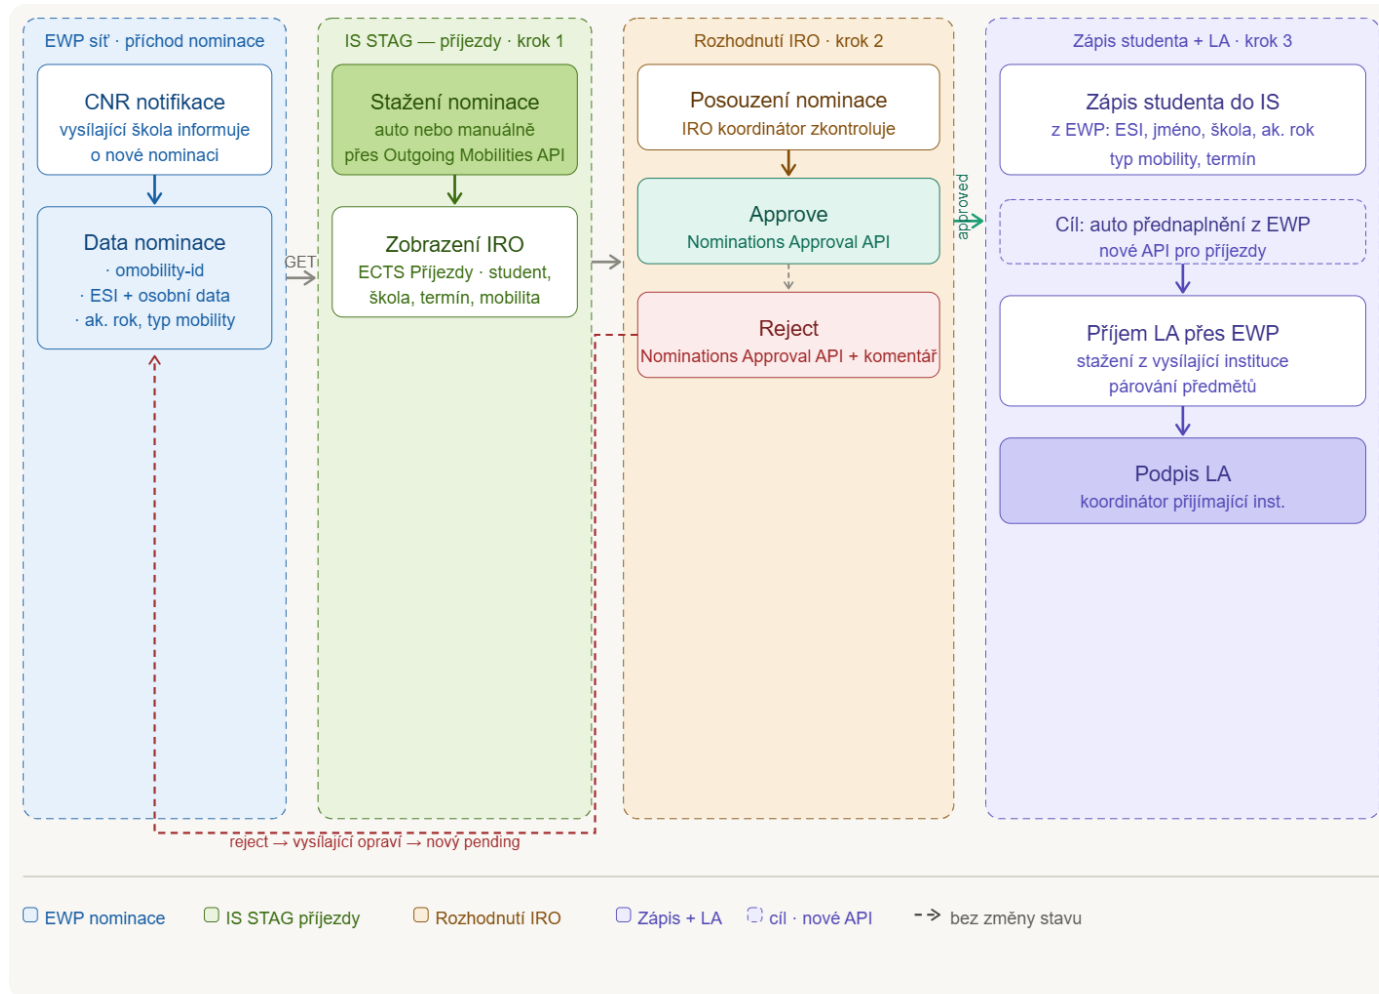 EWP síť · příchod nominace
CNR notifikace
vysílající škola informuje
o nové nominaci
Data nominace
· omobility-id
· ESI + osobní data
· ak. rok, typ mobility
GET
IS STAG — příjezdy · krok 1
Stažení nominace
auto nebo manuálně
přes Outgoing Mobilities API
Zobrazení IRO
ECTS Příjezdy · student,
škola, termín, mobilita
Rozhodnutí IRO · krok 2
Posouzení nominace
IRO koordinátor zkontroluje
Approve
Nominations Approval API
Reject
Nominations Approval API + komentář
approved
Zápis studenta + LA · krok 3
Zápis studenta do IS
z EWP: ESI, jméno, škola, ak. rok
typ mobility, termín
Cíl: auto přednaplnění z EWP
nové API pro příjezdy
Příjem LA přes EWP
stažení z vysílající instituce
párování předmětů
Podpis LA
koordinátor přijímající inst.
reject → vysílající opraví → nový pending
EWP nominace
IS STAG příjezdy
Rozhodnutí IRO
Zápis + LA
cíl · nové API
bez změny stavu